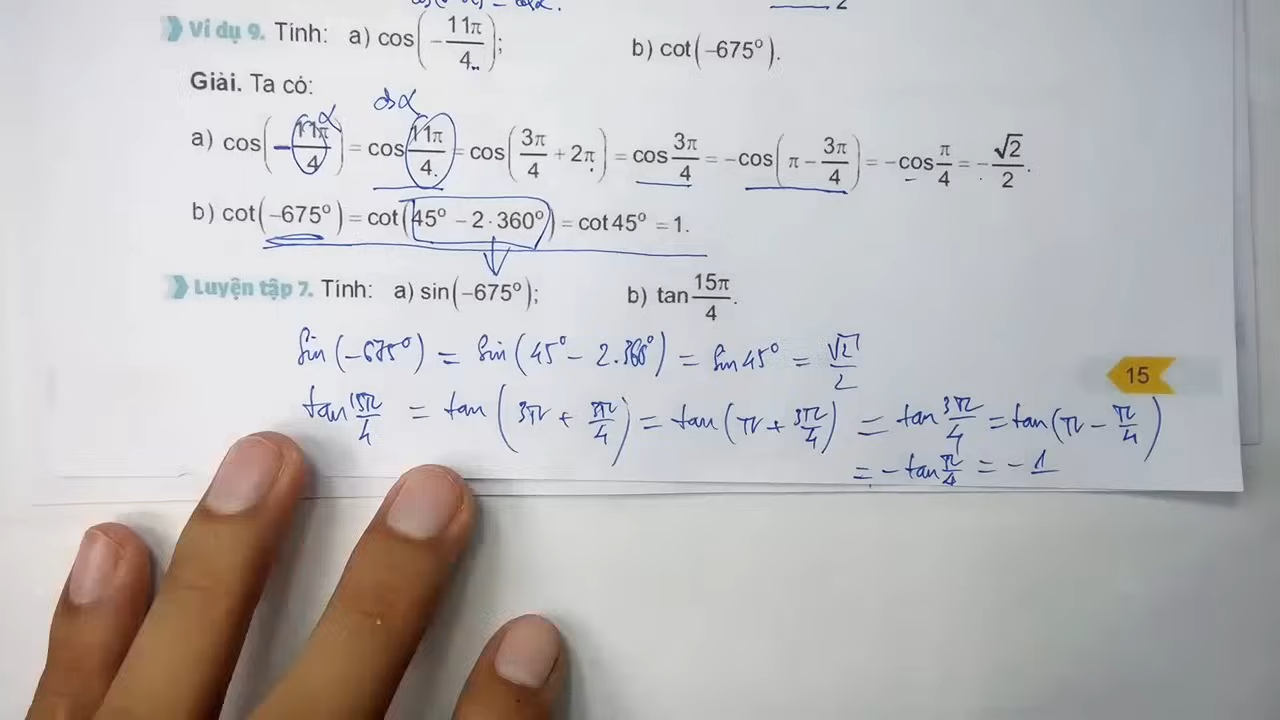 Ví dụ 9. Tính: a) cos(−11π/4); b) cot(−675°).
Giải. Ta có:
cosα
a) cos(−11π/4) = cos 11π/4 = cos(3π/4 + 2π) = cos 3π/4 = −cos(π − 3π/4) = −cos π/4 = −√2/2.
b) cot(−675°) = cot(45° − 2·360°) = cot45° = 1.
Luyện tập 7. Tính: a) sin(−675°); b) tan 15π/4.
sin(−675°) = sin(45° − 2.360°) = sin 45° = √2/2
15
tan 15π/4 = tan(3π + 3π/4) = tan(π + 3π/4) = tan 3π/4 = tan(π − π/4)
= − tan π/4 = − 1